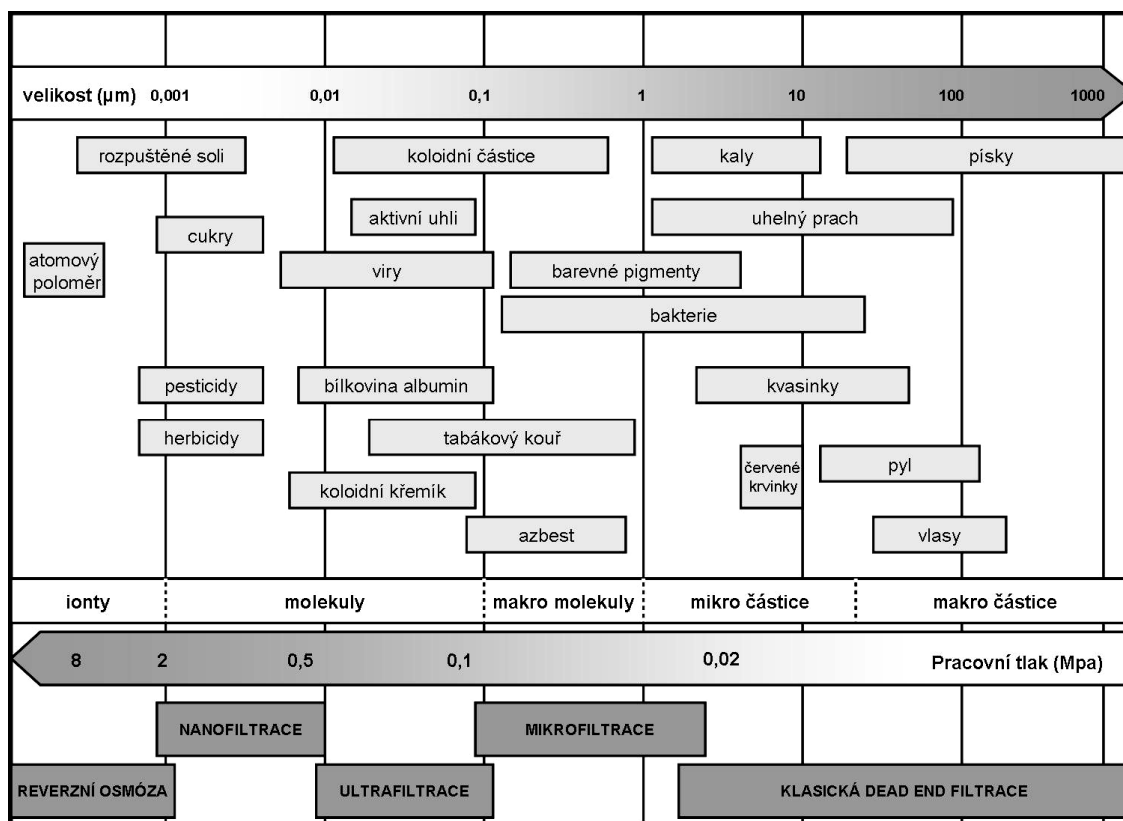 velikost (µm) 0,001 0,01 0,1 1 10 100 1000
rozpuštěné soli koloidní částice kaly písky
aktivní uhli uhelný prach
cukry
atomový
poloměr
viry barevné pigmenty
bakterie
pesticidy bílkovina albumin kvasinky
herbicidy tabákový kouř
červené
krvinky
pyl
koloidní křemík
azbest vlasy
ionty molekuly makro molekuly mikro částice makro částice
8 2 0,5 0,1 0,02 Pracovní tlak (Mpa)
NANOFILTRACE MIKROFILTRACE
REVERZNÍ OSMÓZA ULTRAFILTRACE KLASICKÁ DEAD END FILTRACE